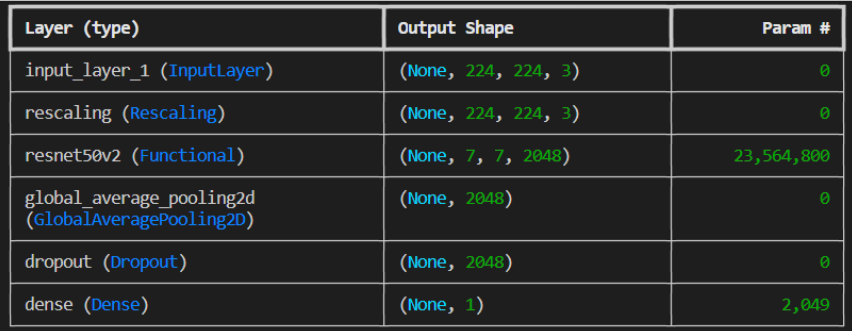 Layer (type) Output Shape Param #
input_layer_1 (InputLayer) (None, 224, 224, 3) 0
rescaling (Rescaling) (None, 224, 224, 3) 0
resnet50v2 (Functional) (None, 7, 7, 2048) 23,564,800
global_average_pooling2d (None, 2048) 0
(GlobalAveragePooling2D)
dropout (Dropout) (None, 2048) 0
dense (Dense) (None, 1) 2,049